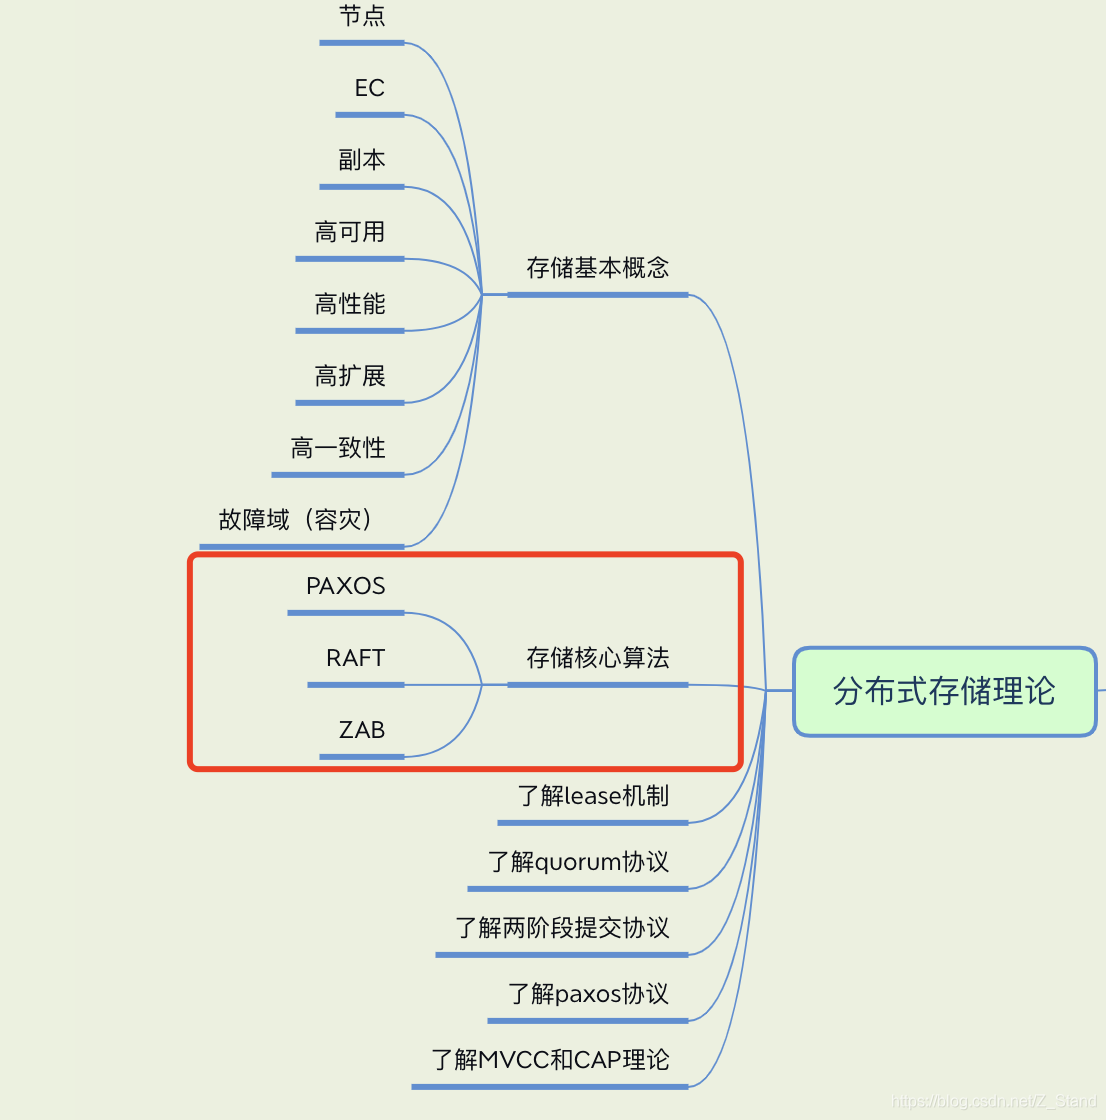 节点
EC
副本
高可用
存储基本概念
高性能
高扩展
高一致性
故障域（容灾）
PAXOS
RAFT
存储核心算法
分布式存储理论
ZAB
了解lease机制
了解quorum协议
了解两阶段提交协议
了解paxos协议
了解MVCC和CAP理论
https://blog.csdn.net/Z_Stand